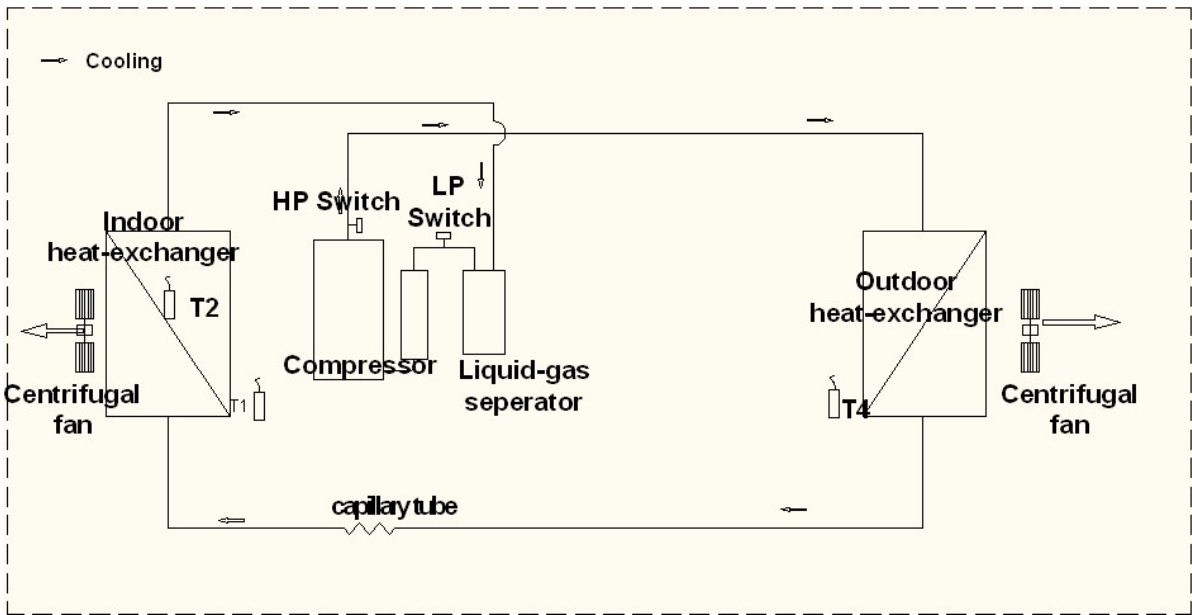 Cooling
HP Switch
LP
Switch
Indoor
heat-exchanger
T2
Outdoor
heat-exchanger
Compressor
Liquid-gas
seperator
Centrifugal
fan
T1
T4
Centrifugal
fan
capillary tube